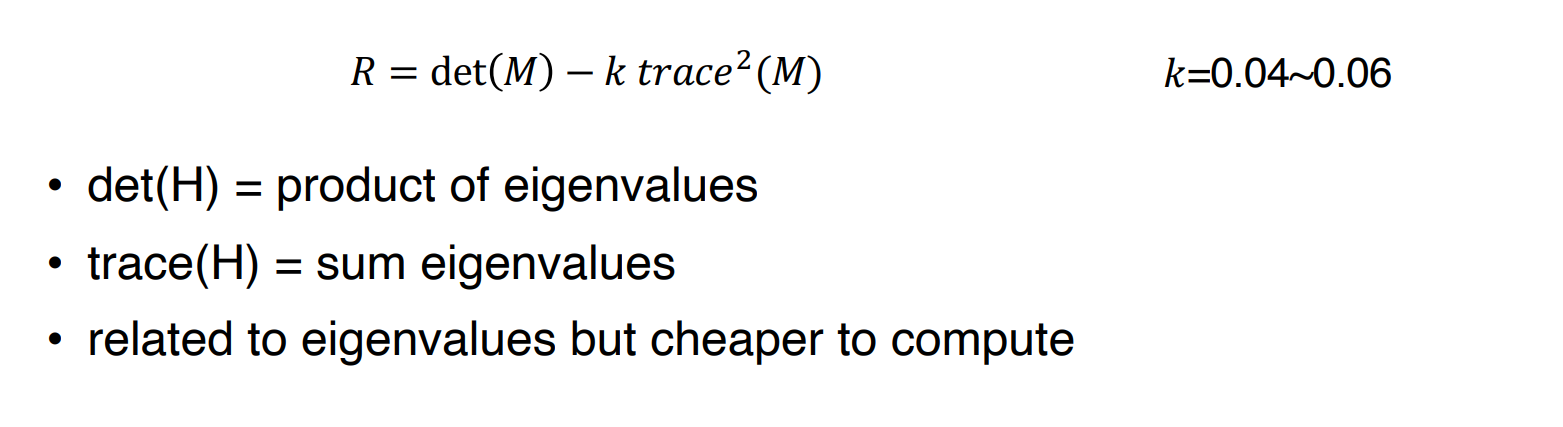 R = det(M) − k trace²(M) k=0.04~0.06
• det(H) = product of eigenvalues
• trace(H) = sum eigenvalues
• related to eigenvalues but cheaper to compute